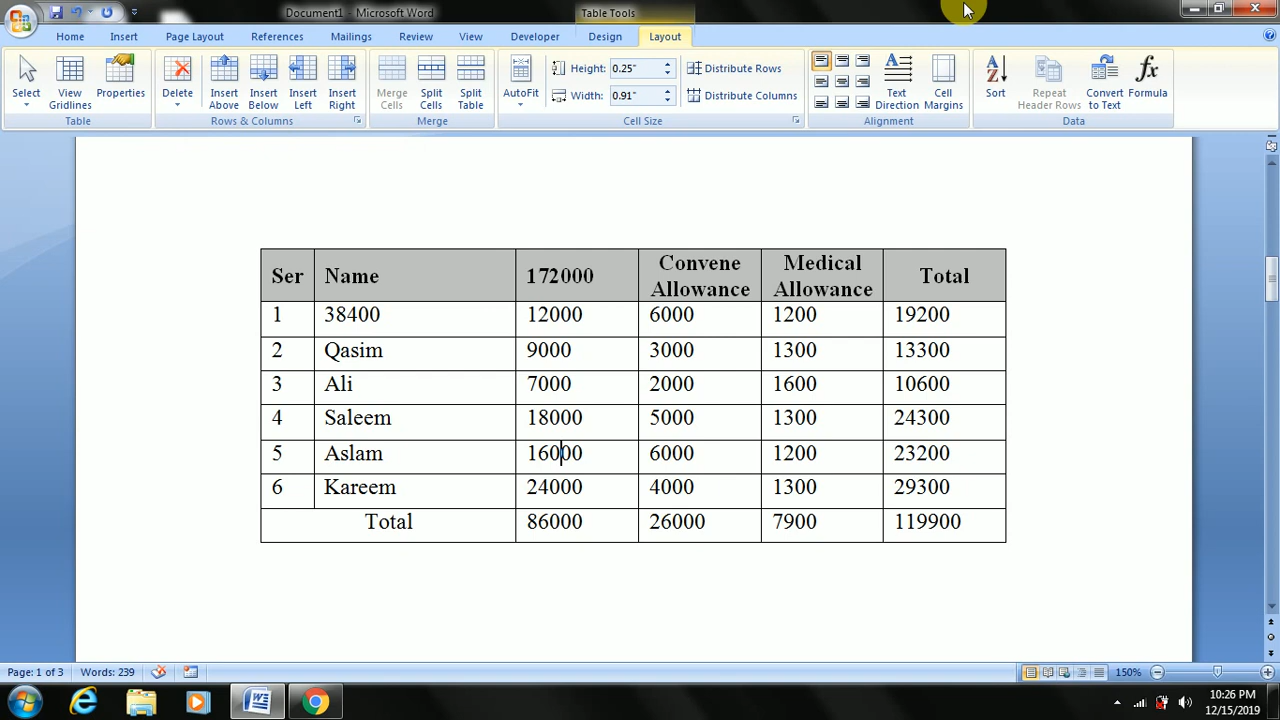 Document1 - Microsoft Word
Table Tools
Home Insert Page Layout References Mailings Review View Developer Design Layout
Select View Gridlines Properties Delete Insert Above Insert Below Insert Left Insert Right Merge Cells Split Cells Split Table AutoFit Height: 0.25" Distribute Rows Text Direction Cell Margins Sort Repeat Header Rows Convert to Text Formula
Width: 0.91" Distribute Columns
Table Rows & Columns Merge Cell Size Alignment Data
Ser Name 172000 Convene Allowance Medical Allowance Total
1 38400 12000 6000 1200 19200
2 Qasim 9000 3000 1300 13300
3 Ali 7000 2000 1600 10600
4 Saleem 18000 5000 1300 24300
5 Aslam 16000 6000 1200 23200
6 Kareem 24000 4000 1300 29300
Total 86000 26000 7900 119900
Page: 1 of 3 Words: 239 150%
10:26 PM
12/15/2019